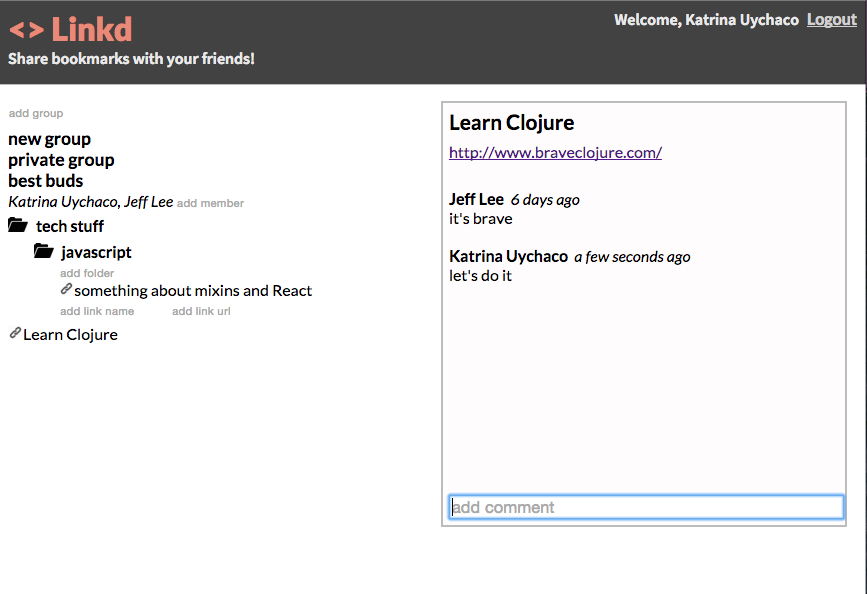 <> Linkd
Welcome, Katrina Uychaco Logout
Share bookmarks with your friends!
add group
new group
private group
best buds
Katrina Uychaco, Jeff Lee add member
tech stuff
javascript
add folder
something about mixins and React
add link name add link url
Learn Clojure
Learn Clojure
http://www.braveclojure.com/
Jeff Lee 6 days ago
it's brave
Katrina Uychaco a few seconds ago
let's do it
add comment